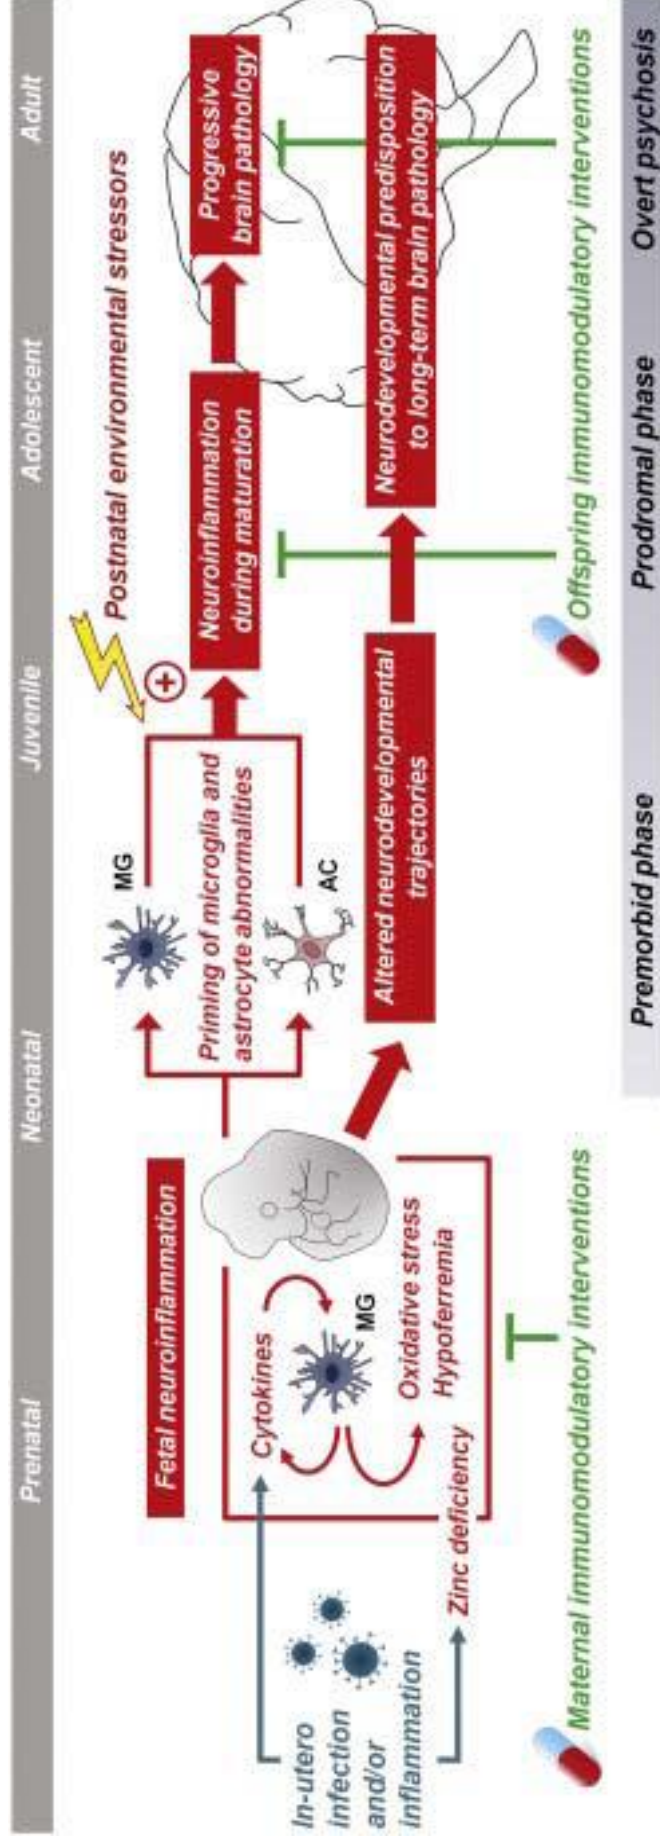 Prenatal
Neonatal
Juvenile
Adolescent
Adult
Postnatal environmental stressors
Fetal neuroinflammation
MG
Priming of microglia and
astrocyte abnormalities
AC
+
Neuroinflammation
during maturation
Progressive
brain pathology
In-utero
infection
and/or
inflammation
Cytokines
MG
Oxidative stress
Hypoferremia
Zinc deficiency
Altered neurodevelopmental
trajectories
Neurodevelopmental predisposition
to long-term brain pathology
Maternal immunomodulatory interventions
Offspring immunomodulatory interventions
Premorbid phase
Prodromal phase
Overt psychosis